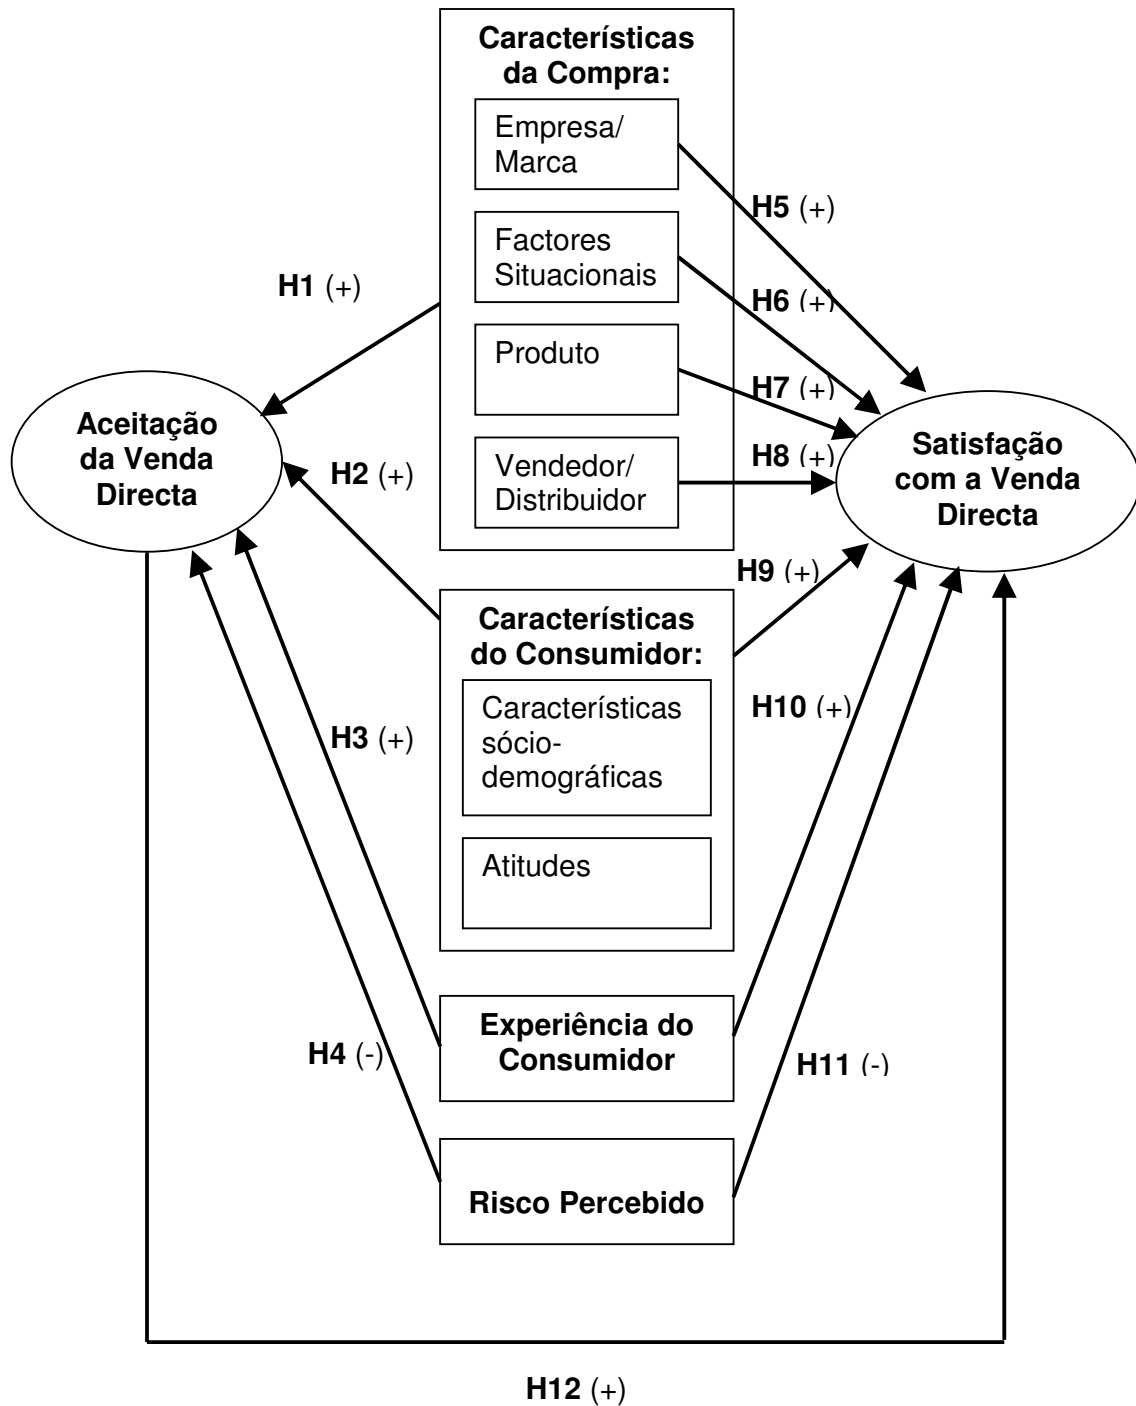 Características
da Compra:
Empresa/
Marca
H5 (+)
Factores
Situacionais
H1 (+)
H6 (+)
Produto
H7 (+)
Aceitação
da Venda
Directa
Satisfação
com a Venda
Directa
H2 (+)
H8 (+)
Vendedor/
Distribuidor
H9 (+)
Características
do Consumidor:
Características
sócio-
demográficas
H10 (+)
H3 (+)
Atitudes
Experiência do
Consumidor
H4 (-)
H11 (-)
Risco Percebido
H12 (+)